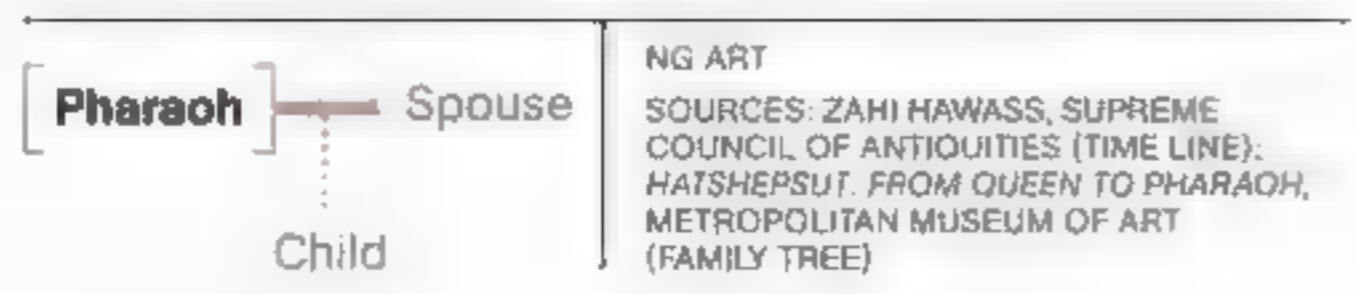 Pharaoh Spouse
Child
NG ART
SOURCES: ZAHI HAWASS, SUPREME
COUNCIL OF ANTIQUITIES (TIME LINE);
HATSHEPSUT: FROM QUEEN TO PHARAOH,
METROPOLITAN MUSEUM OF ART
(FAMILY TREE)